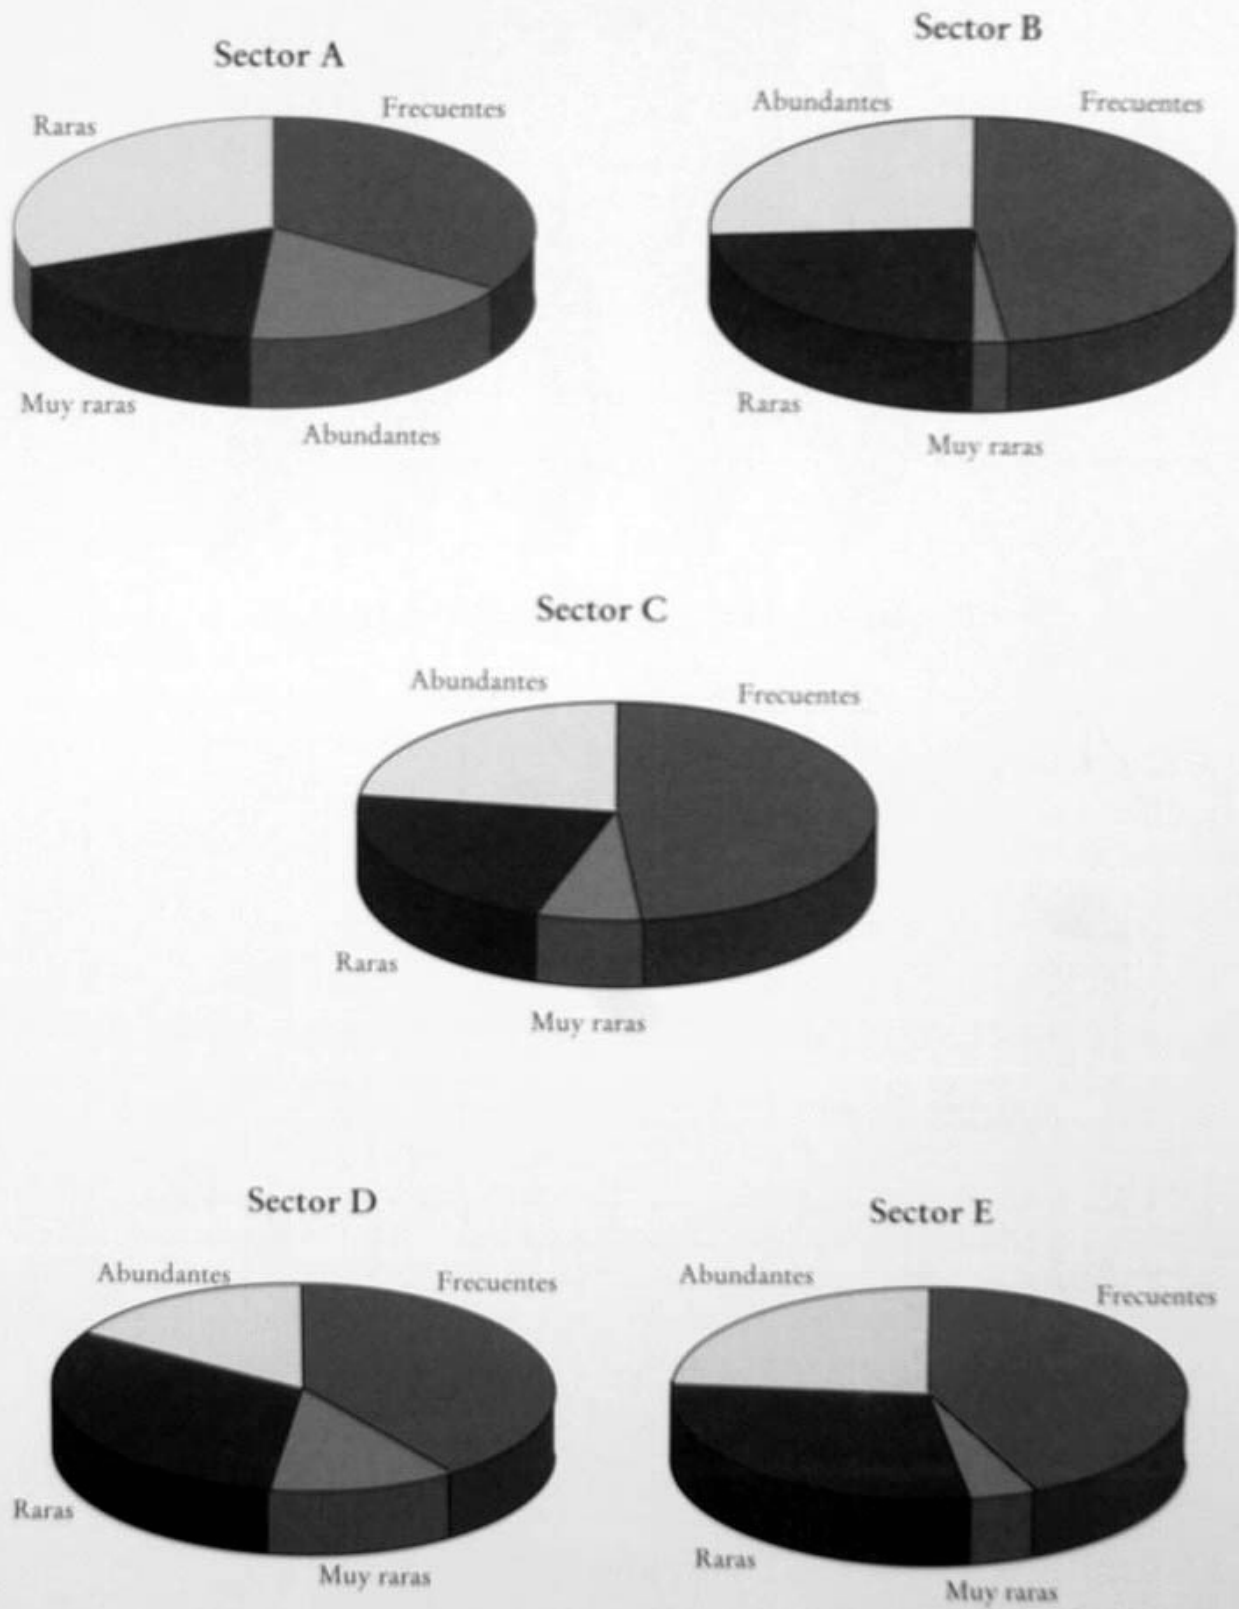 Sector A
Raras
Frecuentes
Muy raras
Abundantes
Sector B
Abundantes
Frecuentes
Raras
Muy raras
Sector C
Abundantes
Frecuentes
Raras
Muy raras
Sector D
Abundantes
Frecuentes
Raras
Muy raras
Sector E
Abundantes
Frecuentes
Raras
Muy raras